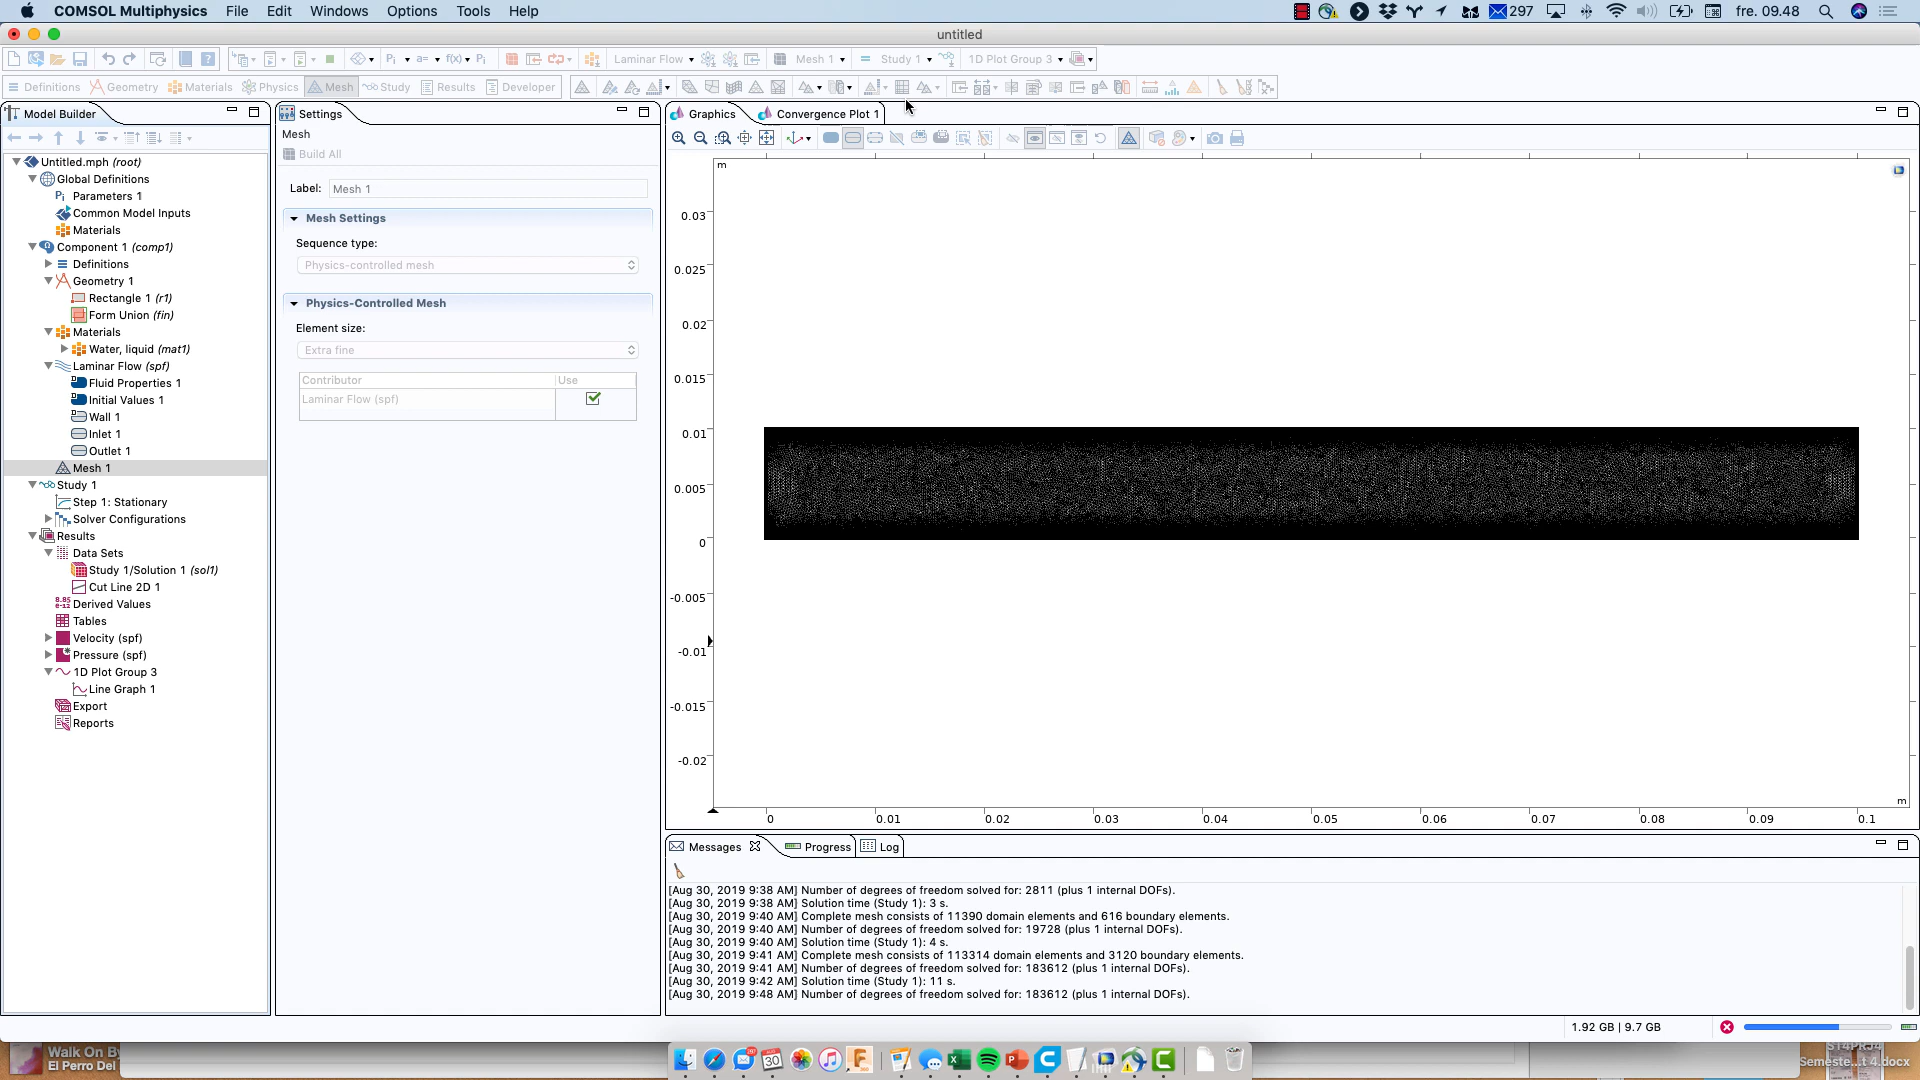 COMSOL Multiphysics File Edit Windows Options Tools Help 297 fre. 09.48
untitled
Laminar Flow Mesh 1 Study 1 1D Plot Group 3
Definitions Geometry Materials Physics Mesh Study Results Developer
Model Builder
Settings
Graphics Convergence Plot 1
Mesh
Build All
Label: Mesh 1
Mesh Settings
Sequence type:
Physics-controlled mesh
Physics-Controlled Mesh
Element size:
Extra fine
Contributor Use
Laminar Flow (spf)
Untitled.mph (root)
Global Definitions
Parameters 1
Common Model Inputs
Materials
Component 1 (comp1)
Definitions
Geometry 1
Rectangle 1 (r1)
Form Union (fin)
Materials
Water, liquid (mat1)
Laminar Flow (spf)
Fluid Properties 1
Initial Values 1
Wall 1
Inlet 1
Outlet 1
Mesh 1
Study 1
Step 1: Stationary
Solver Configurations
Results
Data Sets
Study 1/Solution 1 (sol1)
Cut Line 2D 1
Derived Values
Tables
Velocity (spf)
Pressure (spf)
1D Plot Group 3
Line Graph 1
Export
Reports
m
0.03
0.025
0.02
0.015
0.01
0.005
0
-0.005
-0.01
-0.015
-0.02
m
0 0.01 0.02 0.03 0.04 0.05 0.06 0.07 0.08 0.09 0.1
Messages Progress Log
[Aug 30, 2019 9:38 AM] Number of degrees of freedom solved for: 2811 (plus 1 internal DOFs).
[Aug 30, 2019 9:38 AM] Solution time (Study 1): 3 s.
[Aug 30, 2019 9:40 AM] Complete mesh consists of 11390 domain elements and 616 boundary elements.
[Aug 30, 2019 9:40 AM] Number of degrees of freedom solved for: 19728 (plus 1 internal DOFs).
[Aug 30, 2019 9:40 AM] Solution time (Study 1): 4 s.
[Aug 30, 2019 9:41 AM] Complete mesh consists of 113314 domain elements and 3120 boundary elements.
[Aug 30, 2019 9:41 AM] Number of degrees of freedom solved for: 183612 (plus 1 internal DOFs).
[Aug 30, 2019 9:42 AM] Solution time (Study 1): 11 s.
[Aug 30, 2019 9:48 AM] Number of degrees of freedom solved for: 183612 (plus 1 internal DOFs).
1.92 GB | 9.7 GB
Walk On By
El Perro Del
Semeste...t 4.docx